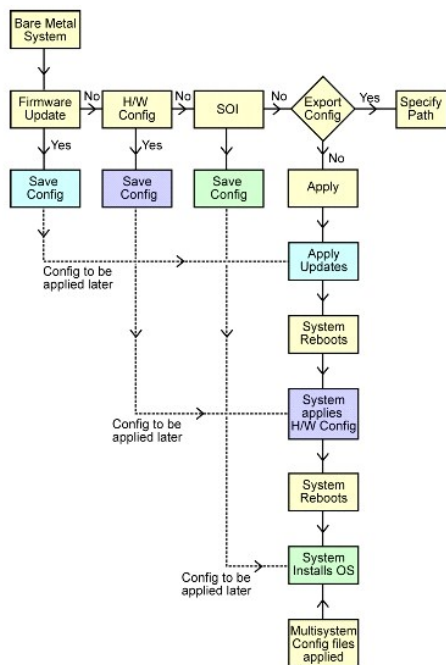 Bare Metal
System
Firmware
Update
No
H/W
Config
No
SOI
No
Export
Config
Yes
Specify
Path
Yes
Yes
No
Save
Config
Save
Config
Save
Config
Apply
Config to be
applied later
Apply
Updates
System
Reboots
System
applies
H/W Config
Config to be
applied later
System
Reboots
System
Installs OS
Config to be
applied later
Multisystem
Config files
applied